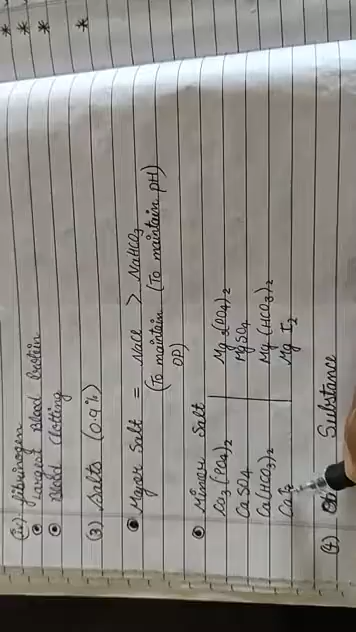 (iv) fibrinogen
Largest Blood Protein
Blood Clotting
(3) Salts (0.9%)
Major Salt = NaCl > NaHCO3
(To maintain OP) (To maintain pH)
Minor Salt
Ca3(PO4)2 Mg3(PO4)2
CaSO4 MgSO4
Ca(HCO3)2 Mg(HCO3)2
CaI2 MgI2
(4) Substance